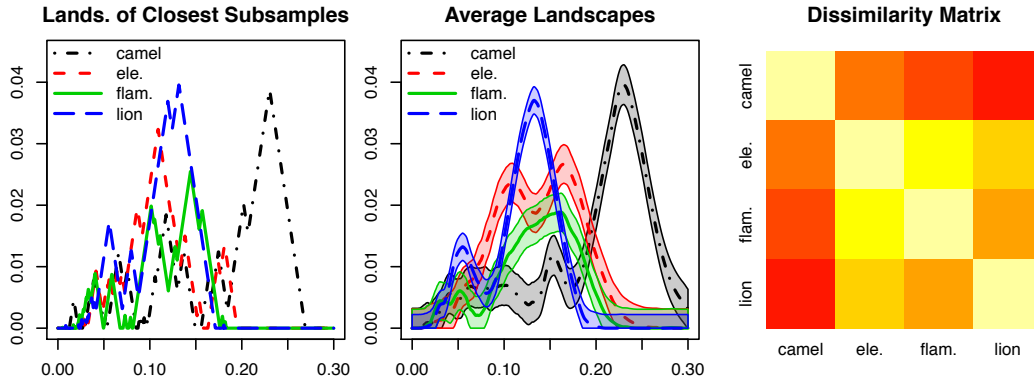 Lands. of Closest Subsamples
camel
ele.
flam.
lion
0.04
0.03
0.02
0.01
0.00
0.00
0.10
0.20
0.30
Average Landscapes
camel
ele.
flam.
lion
0.04
0.03
0.02
0.01
0.00
0.00
0.10
0.20
0.30
Dissimilarity Matrix
camel
ele.
flam.
lion
camel
ele.
flam.
lion